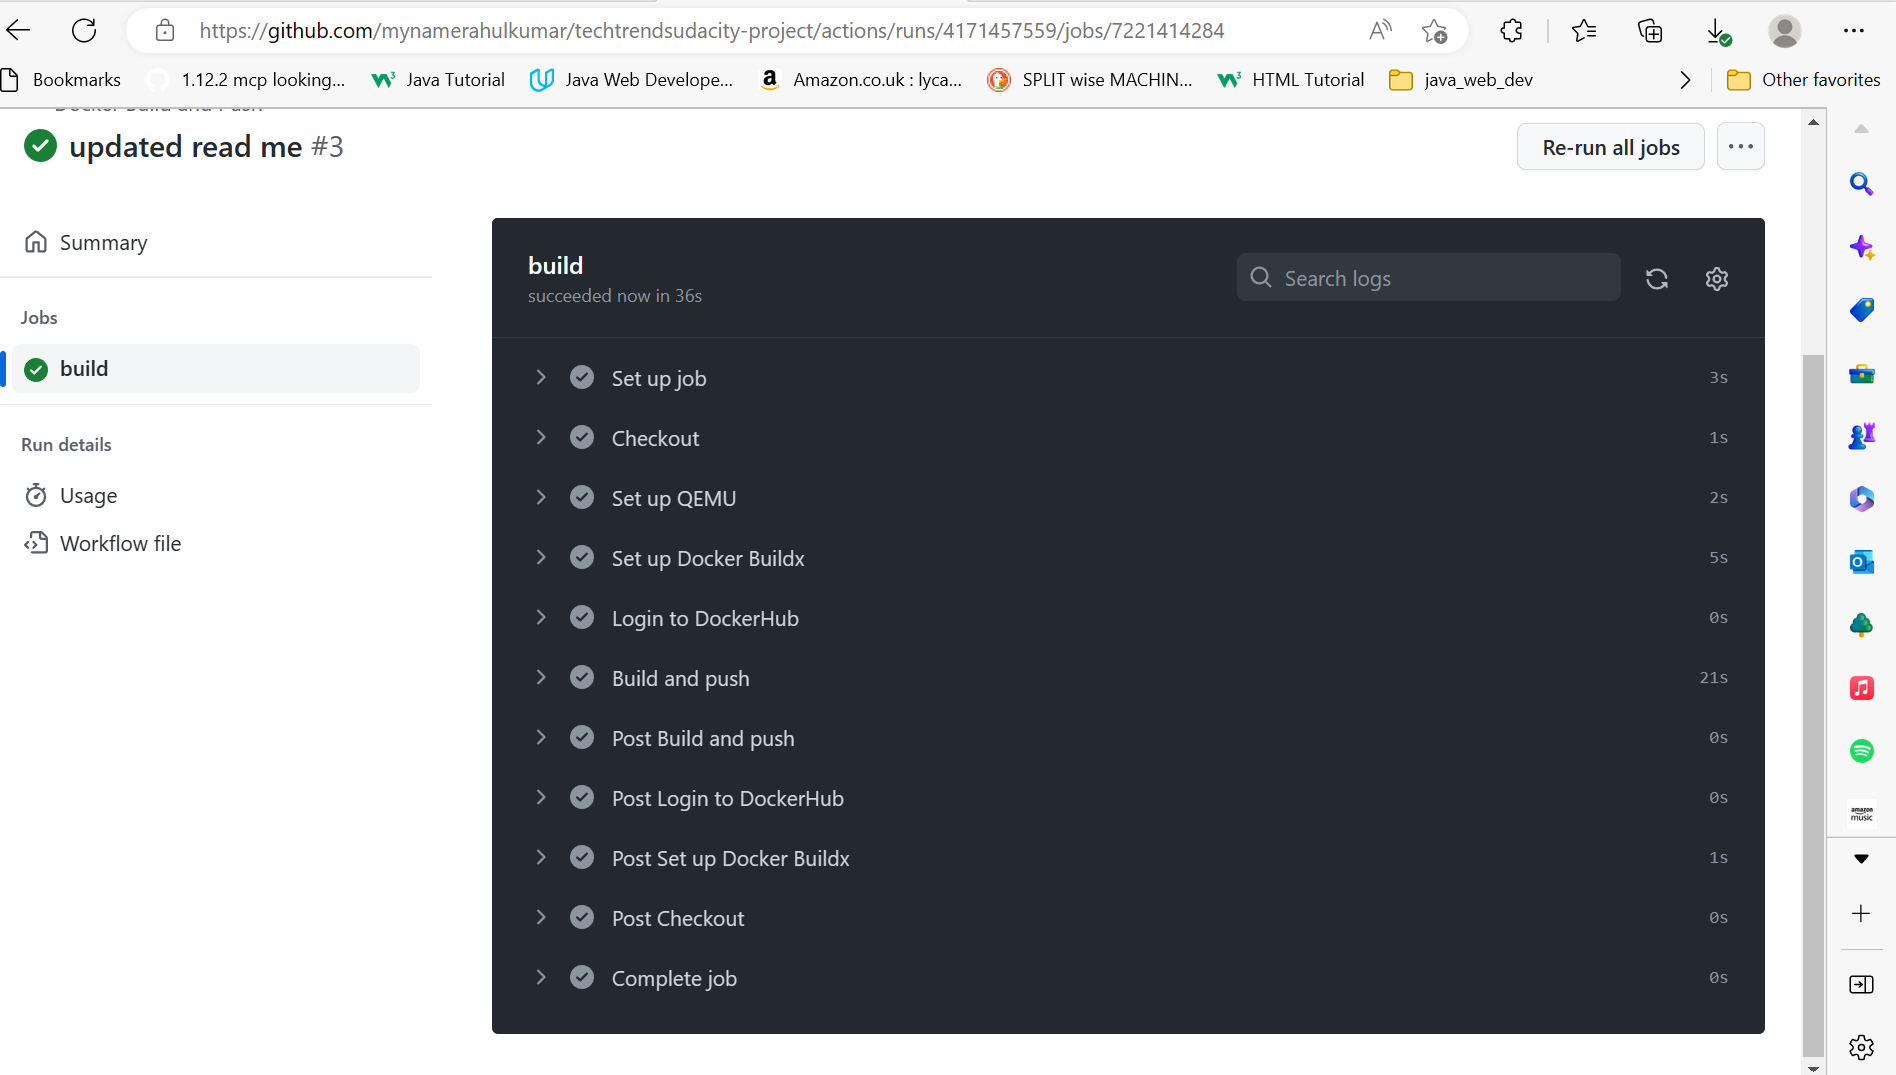 https://github.com/mynamerahulkumar/techtrendsudacity-project/actions/runs/4171457559/jobs/7221414284
Bookmarks 1.12.2 mcp looking... Java Tutorial Java Web Develope... Amazon.co.uk : lyca... SPLIT wise MACHIN... HTML Tutorial java_web_dev Other favorites
Docker Build and Push
updated read me #3
Re-run all jobs
Summary
Jobs
build
Run details
Usage
Workflow file
build
succeeded now in 36s
Search logs
Set up job 3s
Checkout 1s
Set up QEMU 2s
Set up Docker Buildx 5s
Login to DockerHub 0s
Build and push 21s
Post Build and push 0s
Post Login to DockerHub 0s
Post Set up Docker Buildx 1s
Post Checkout 0s
Complete job 0s
amazon
music